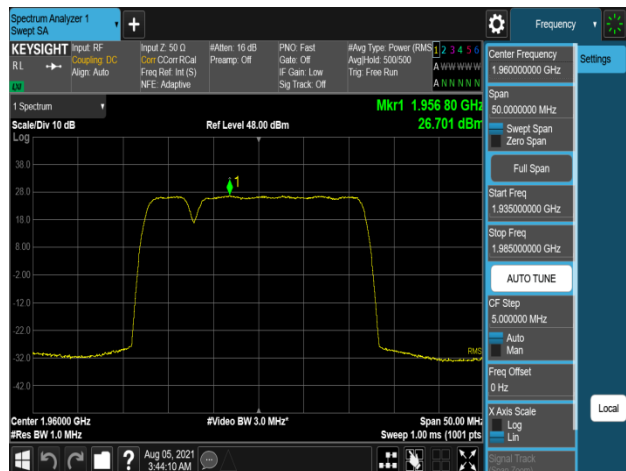 Spectrum Analyzer 1
Swept SA
Frequency
KEYSIGHT
Input: RF
Input Z: 50 Ω
#Atten: 16 dB
PNO: Fast
#Avg Type: Power (RMS
1 2 3 4 5 6
R L
Coupling: DC
Corr CCorr RCal
Preamp: Off
Gate: Off
Avg|Hold: 500/500
A W W W W W
Align: Auto
Freq Ref: Int (S)
IF Gain: Low
Trig: Free Run
NFE: Adaptive
Sig Track: Off
A N N N N N
1 Spectrum
Mkr1 1.956 80 GHz
Scale/Div 10 dB
Ref Level 48.00 dBm
26.701 dBm
Log
38.0
28.0
18.0
8.00
-2.00
-12.0
-22.0
-32.0
-42.0
1
RMS
Center 1.96000 GHz
#Video BW 3.0 MHz*
Span 50.00 MHz
#Res BW 1.0 MHz
Sweep 1.00 ms (1001 pts
Aug 05, 2021
3:44:10 AM
Center Frequency
1.960000000 GHz
Settings
Span
50.0000000 MHz
Swept Span
Zero Span
Full Span
Start Freq
1.935000000 GHz
Stop Freq
1.985000000 GHz
AUTO TUNE
CF Step
5.000000 MHz
Auto
Man
Freq Offset
0 Hz
X Axis Scale
Log
Lin
Local
Signal Track